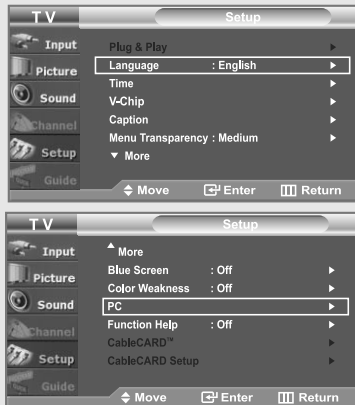 TV Setup
Input
Picture
Sound
Channel
Setup
Guide
Plug & Play
Language : English
Time
V-Chip
Caption
Menu Transparency : Medium
▼ More
Move Enter Return
TV Setup
Input
Picture
Sound
Channel
Setup
Guide
▲ More
Blue Screen : Off
Color Weakness : Off
PC
Function Help : Off
CableCARD™
CableCARD Setup
Move Enter Return